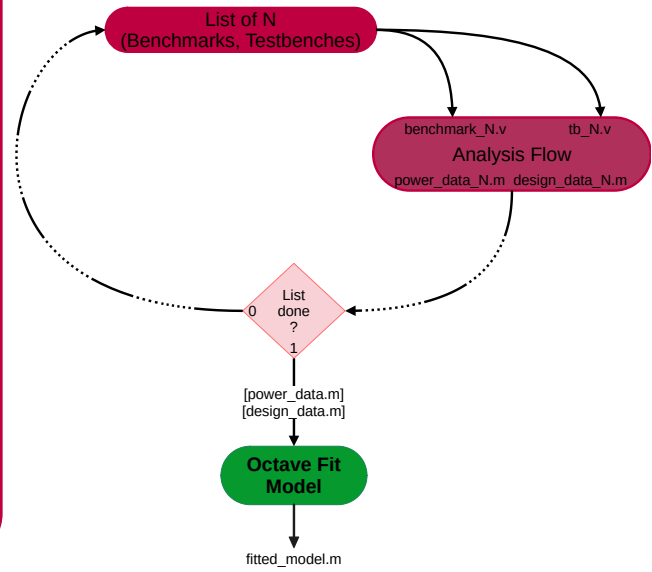 List of N
(Benchmarks, Testbenches)
benchmark_N.v tb_N.v
Analysis Flow
power_data_N.m design_data_N.m
List
done
?
0
1
[power_data.m]
[design_data.m]
Octave Fit
Model
fitted_model.m